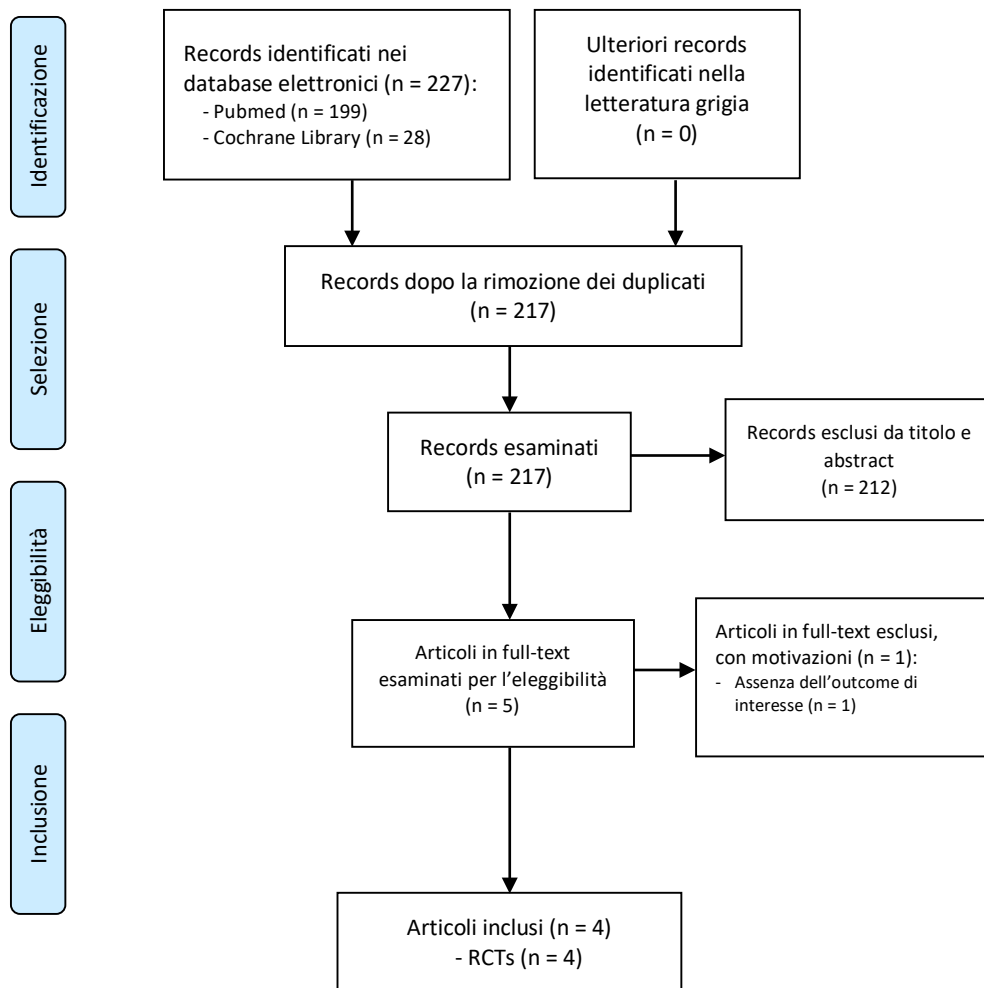 Identificazione
Records identificati nei
database elettronici (n = 227):
- Pubmed (n = 199)
- Cochrane Library (n = 28)
Ulteriori records
identificati nella
letteratura grigia
(n = 0)
Selezione
Records dopo la rimozione dei duplicati
(n = 217)
Records esaminati
(n = 217)
Records esclusi da titolo e
abstract
(n = 212)
Eleggibilità
Articoli in full-text
esaminati per l’eleggibilità
(n = 5)
Articoli in full-text esclusi,
con motivazioni (n = 1):
- Assenza dell’outcome di
interesse (n = 1)
Inclusione
Articoli inclusi (n = 4)
- RCTs (n = 4)